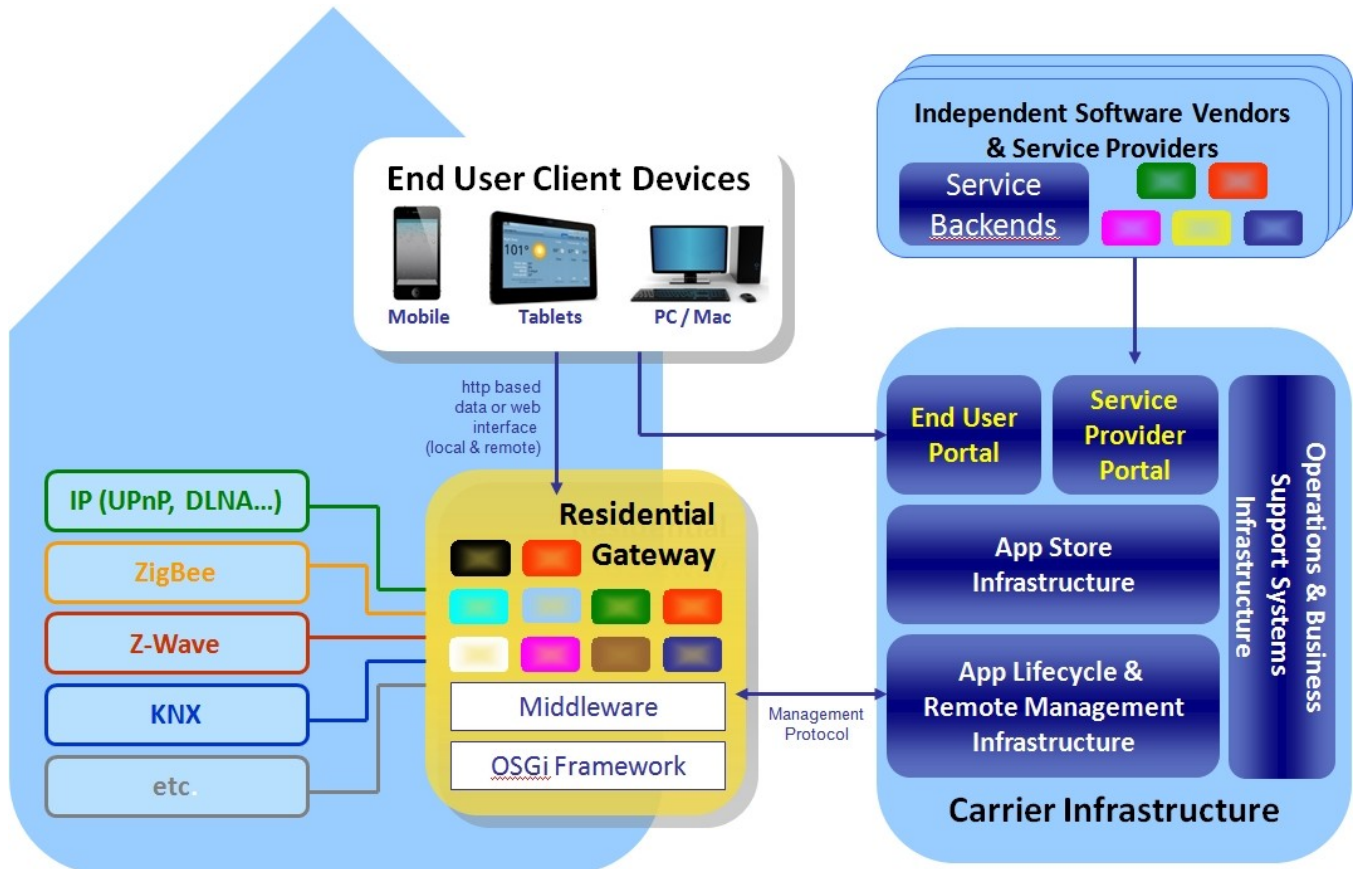 End User Client Devices
101°
Mobile
Tablets
PC / Mac
http based
data or web
interface
(local & remote)
IP (UPnP, DLNA...)
ZigBee
Z-Wave
KNX
etc.
Residential
Gateway
Middleware
OSGi Framework
Management
Protocol
Independent Software Vendors
& Service Providers
Service
Backends
End User
Portal
Service
Provider
Portal
App Store
Infrastructure
App Lifecycle &
Remote Management
Infrastructure
Operations & Business
Support Systems
Infrastructure
Carrier Infrastructure